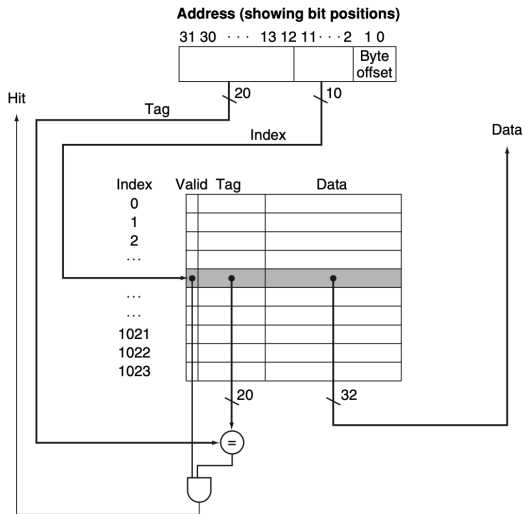 Address (showing bit positions)
31 30 · · · 13 12 11 · · · 2 1 0
Byte
offset
20
10
Hit
Tag
Data
Index
Index
Valid
Tag
Data
0
1
2
· · ·
· · ·
· · ·
1021
1022
1023
20
32
=